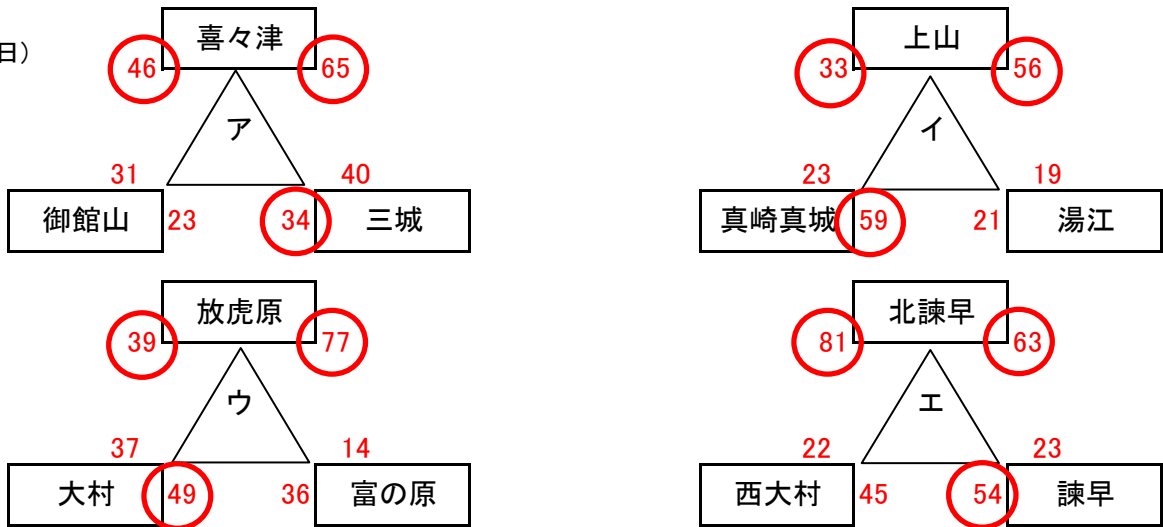 喜々津 上山
日）
46 65 33 56
ア イ
31 40 23 19
御館山 23 34 三城 真崎真城 59 21 湯江
放虎原 北諫早
39 77 81 63
ウ エ
37 14 22 23
大村 49 36 富の原 西大村 45 54 諫早